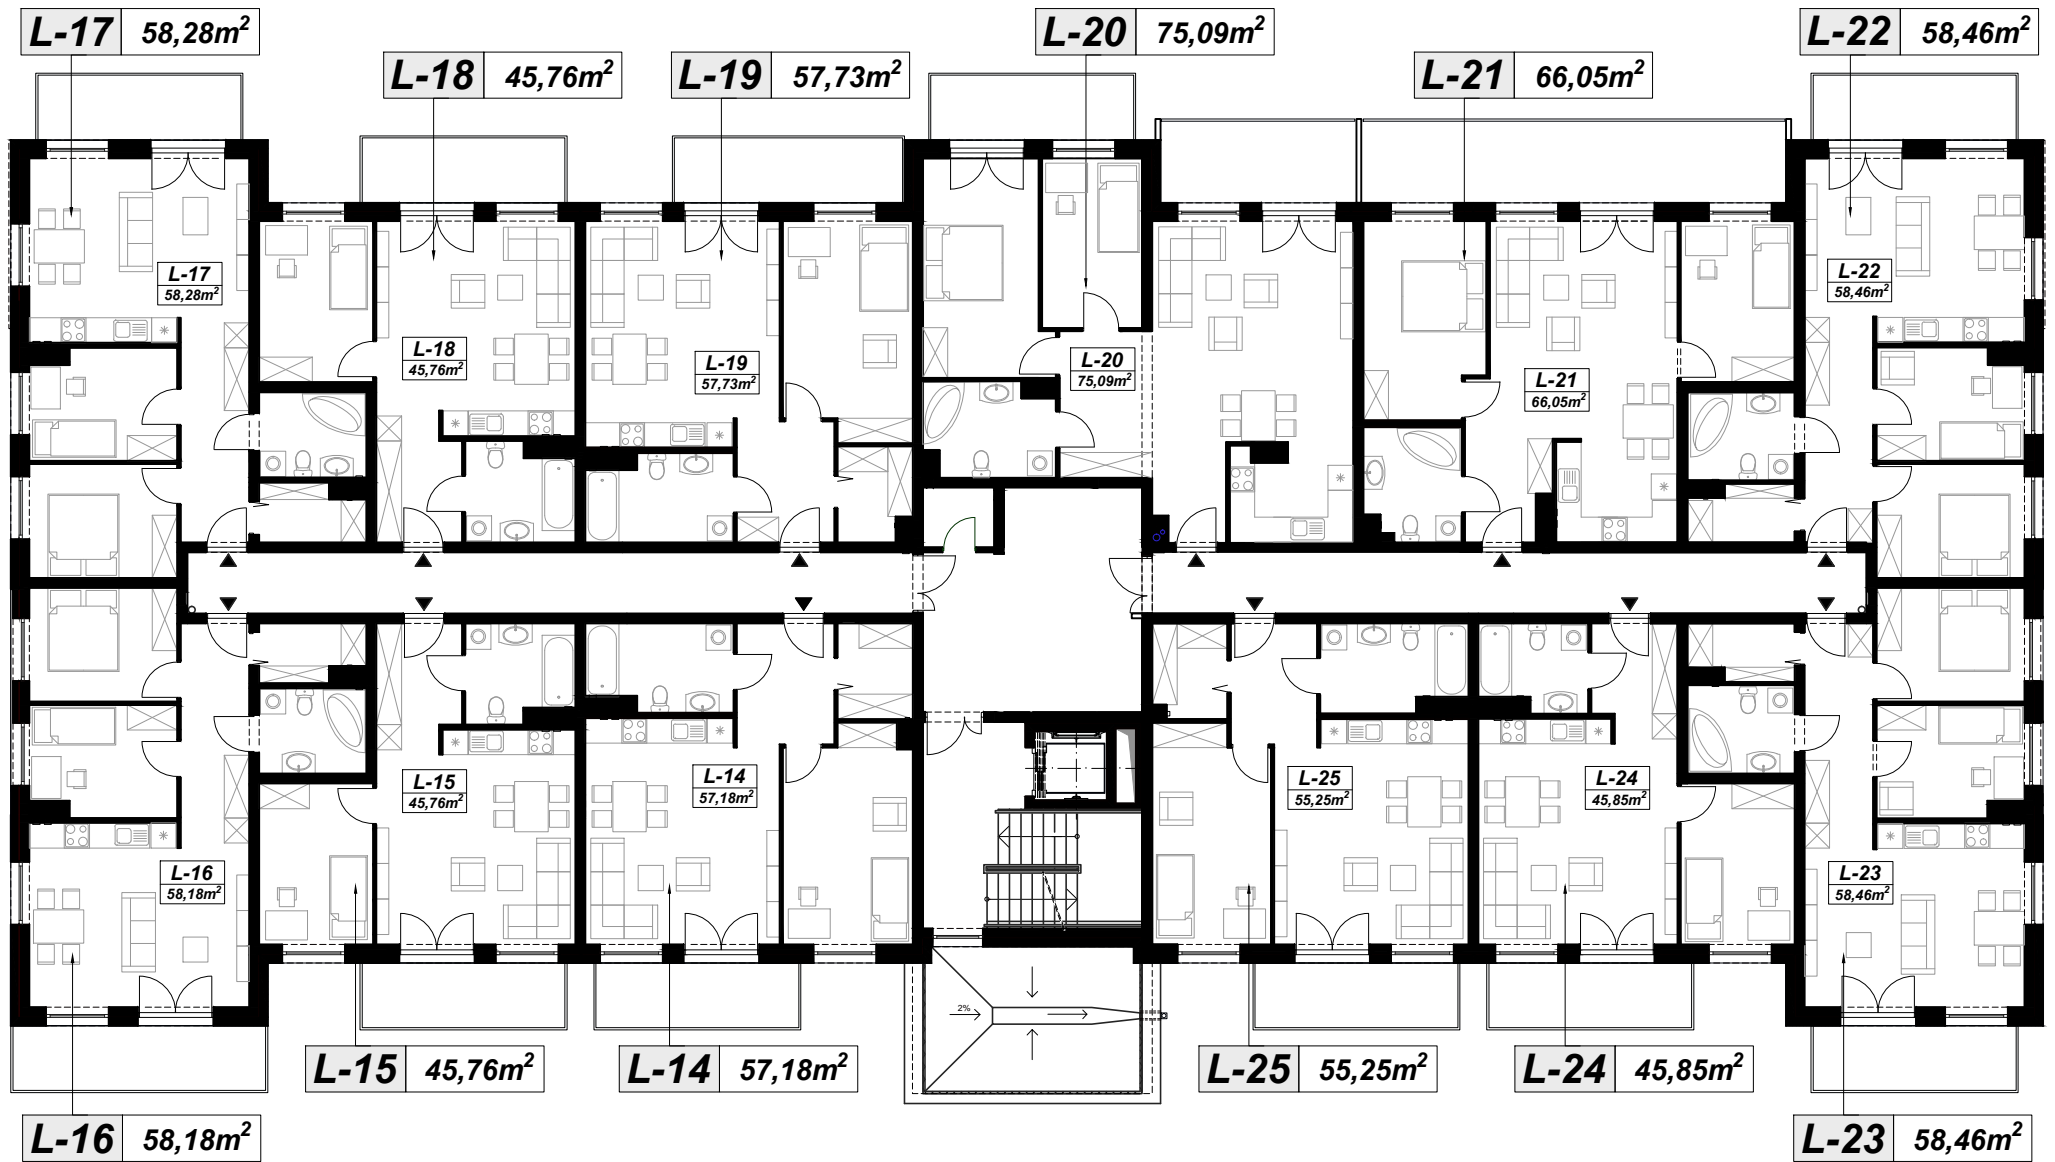 L-17 58,28m²
L-20 75,09m²
L-22 58,46m²
L-18 45,76m²
L-19 57,73m²
L-21 66,05m²
L-17
58,28m²
L-22
58,46m²
L-18
45,76m²
L-19
57,73m²
L-20
75,09m²
L-21
66,05m²
L-15
45,76m²
L-14
57,18m²
L-25
55,25m²
L-24
45,85m²
L-16
58,18m²
L-23
58,46m²
2%
L-15 45,76m²
L-14 57,18m²
L-25 55,25m²
L-24 45,85m²
L-16 58,18m²
L-23 58,46m²